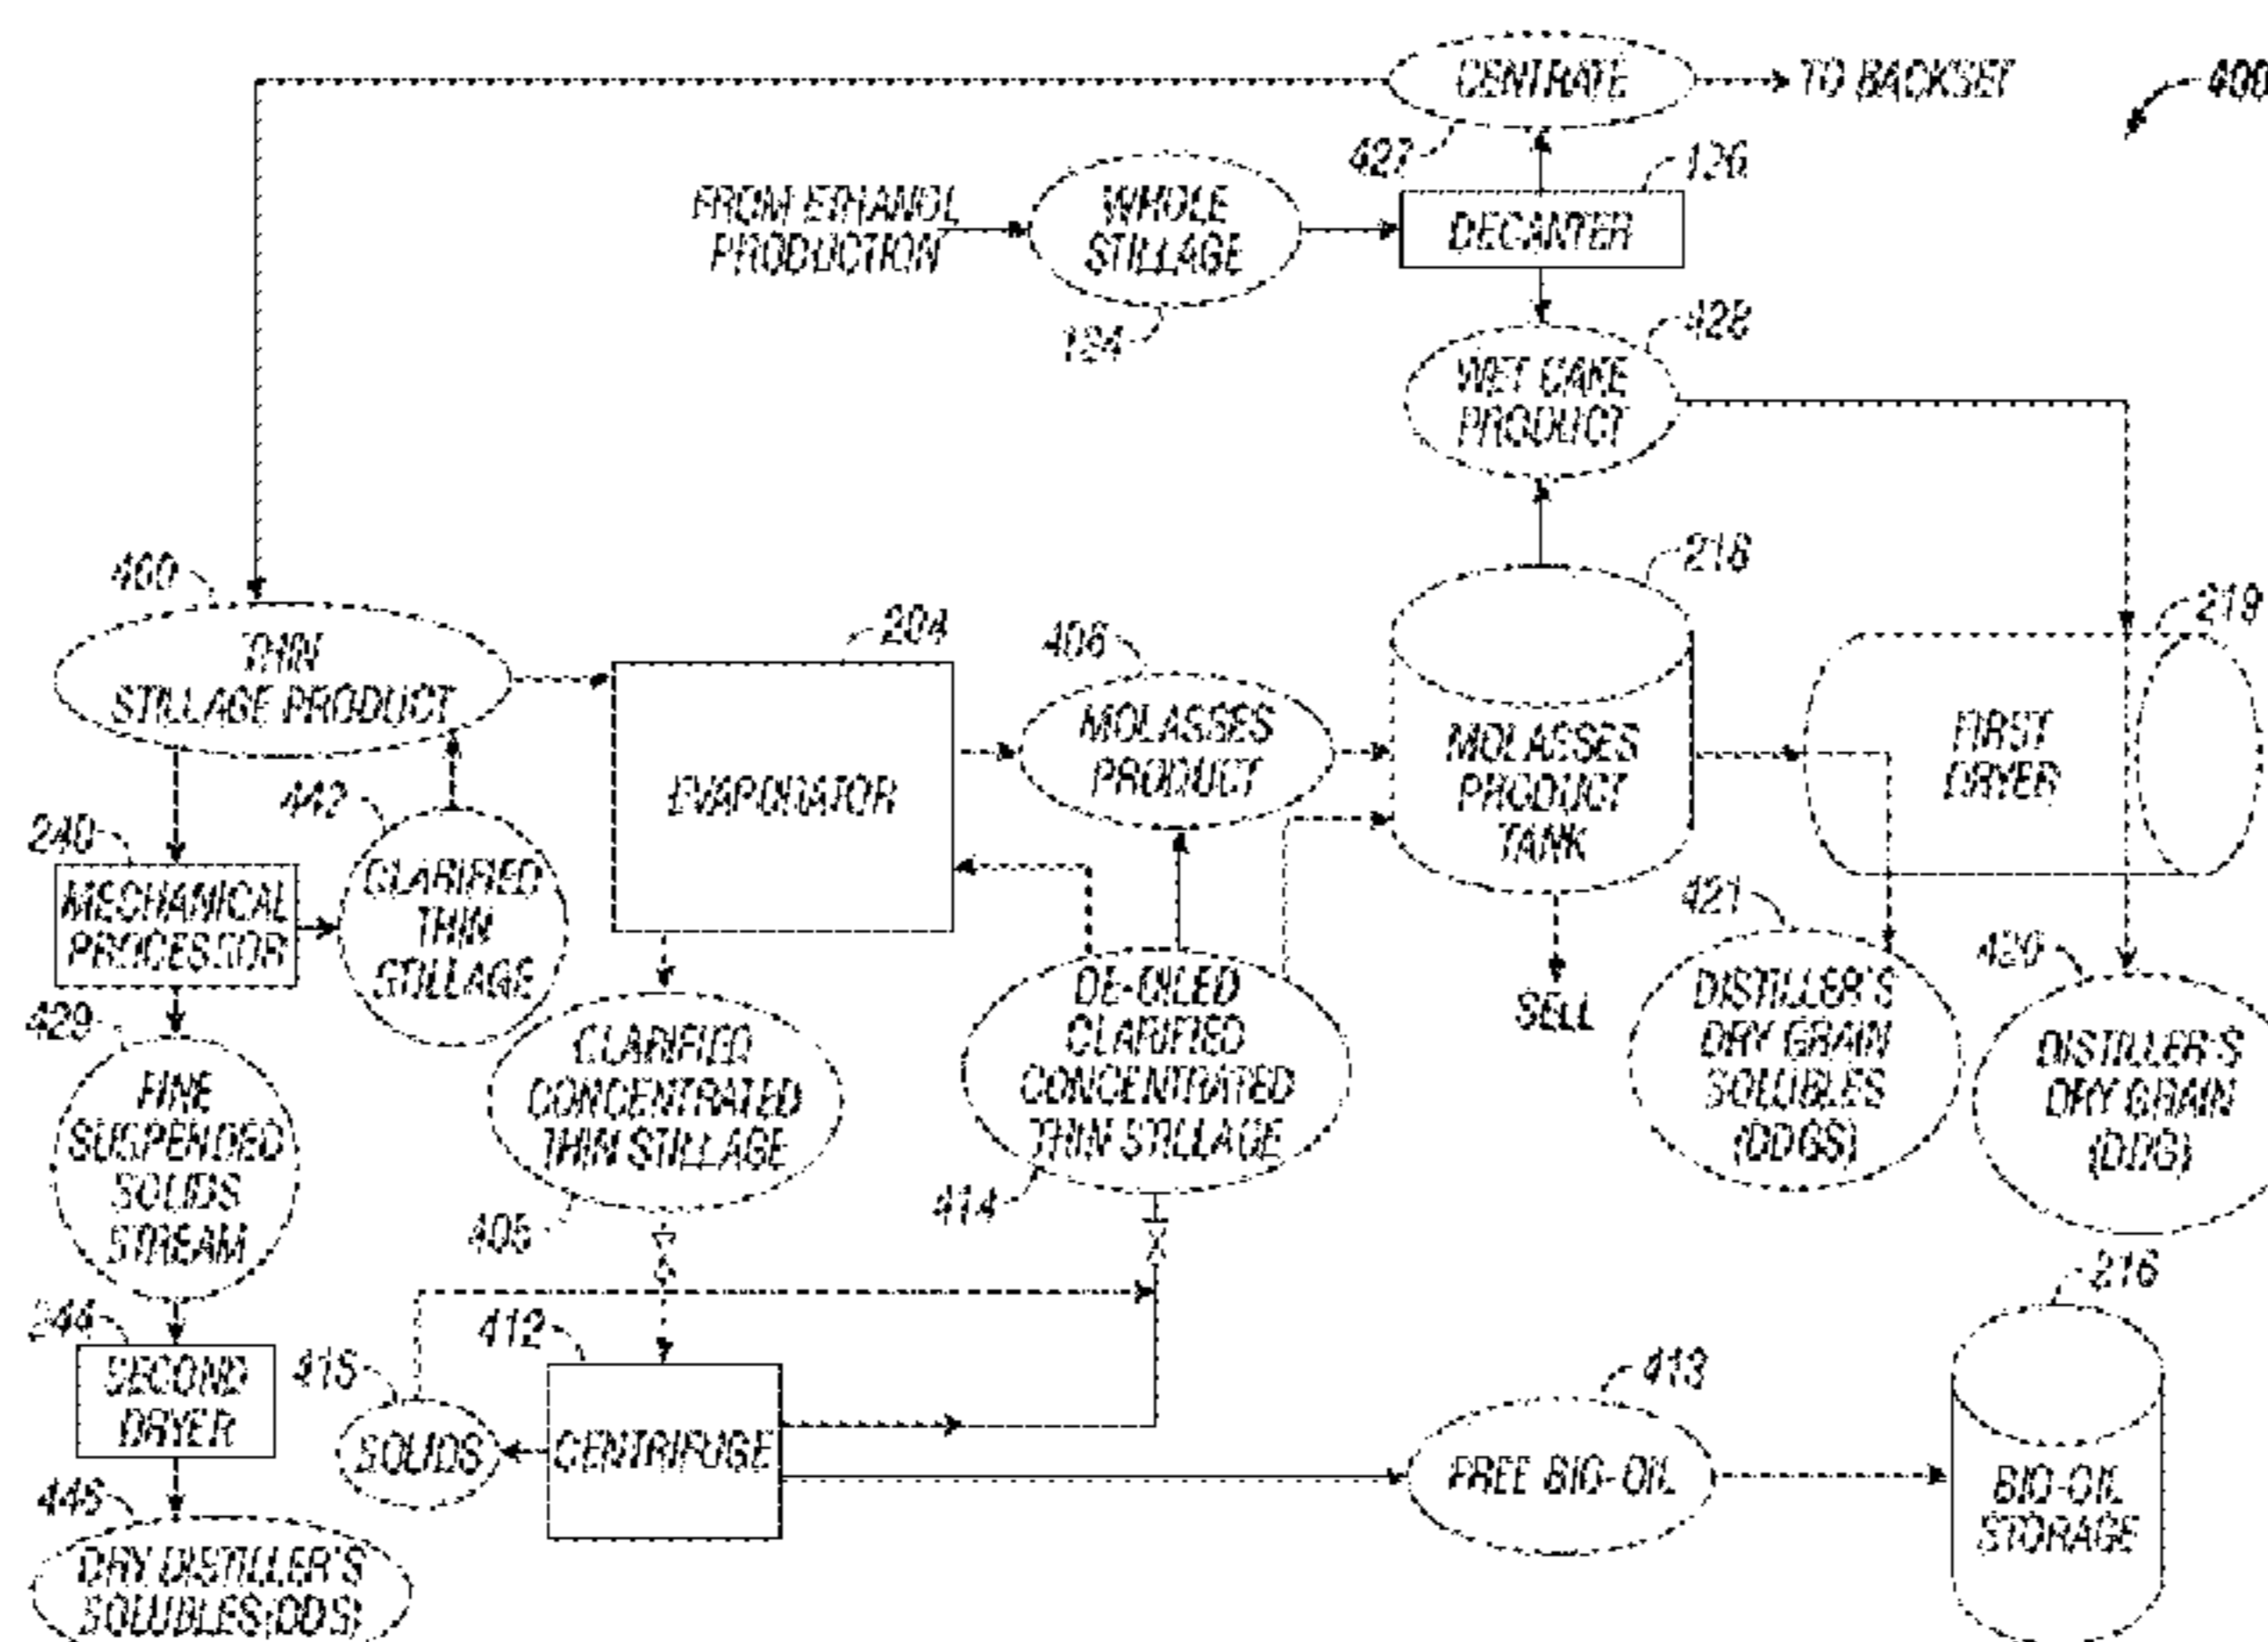 CENTRATE
TO BACKSET
400
427
126
FROM ETHANOL
PRODUCTION
WHOLE
STILLAGE
DECANTER
428
WET CAKE
PRODUCT
400
218
219
THIN
STILLAGE PRODUCT
204
406
MOLASSES
PRODUCT
EVAPORATOR
MOLASSES
PRODUCT
TANK
FIRST
DRYER
442
240
CLARIFIED
THIN
STILLAGE
MECHANICAL
PROCESSOR
421
420
429
SELL
DE-OILED
CLARIFIED
CONCENTRATED
THIN STILLAGE
DISTILLER'S
DRY GRAIN
SOLUBLES
(DDGS)
DISTILLER'S
DRY GRAIN
(DDG)
CLARIFIED
CONCENTRATED
THIN STILLAGE
FINE
SUSPENDED
SOLIDS
STREAM
405
414
216
412
413
415
SECOND
DRYER
SOLIDS
CENTRIFUGE
FREE BIO-OIL
BIO-OIL
STORAGE
DRY DISTILLER'S
SOLUBLES (DDS)